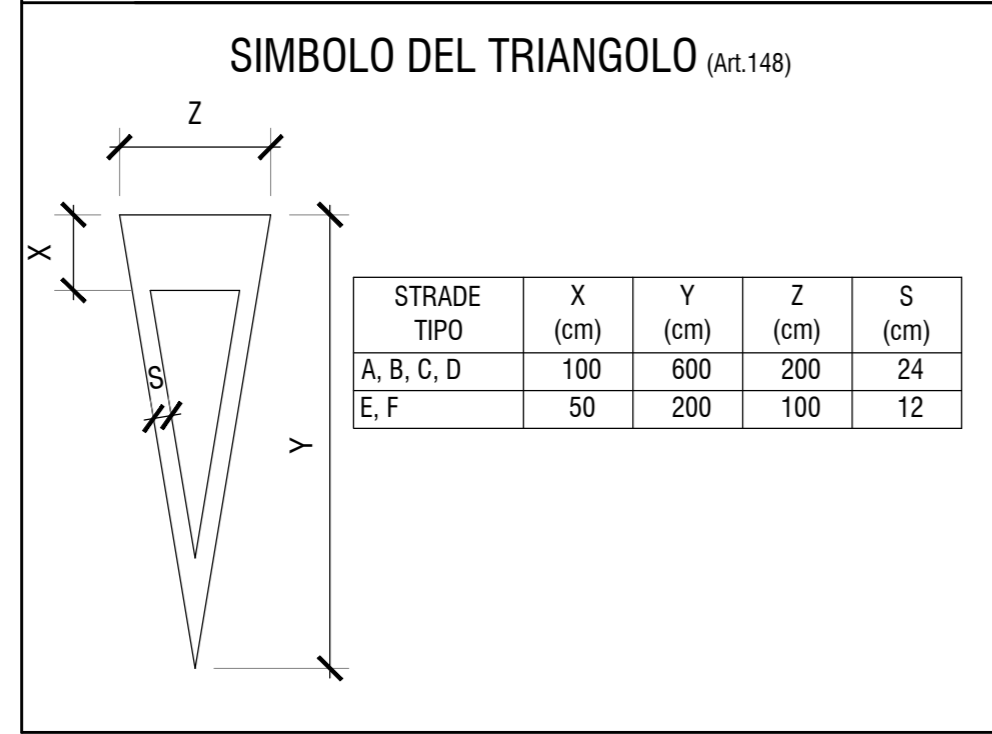 SIMBOLO DEL TRIANGOLO (Art.148)
Z
X
S
Y
STRADE TIPO X (cm) Y (cm) Z (cm) S (cm)
A, B, C, D 100 600 200 24
E, F 50 200 100 12